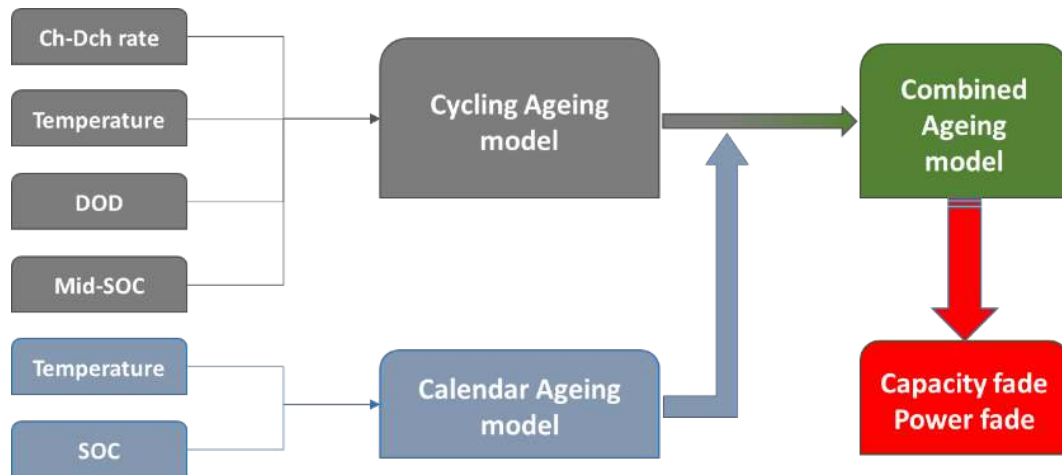 Ch-Dch rate
Temperature
DOD
Mid-SOC
Temperature
SOC
Cycling Ageing
model
Calendar Ageing
model
Combined
Ageing
model
Capacity fade
Power fade